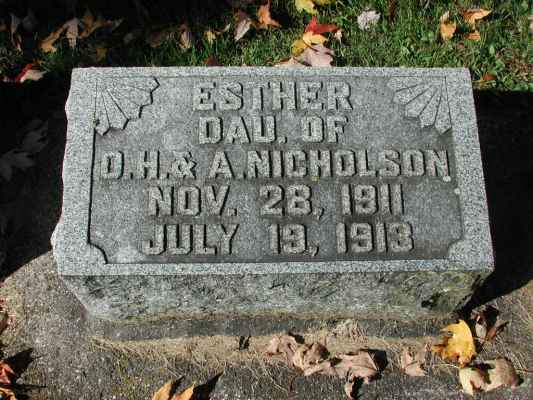 ESTHER
DAU. OF
O.H. & A. NICHOLSON
NOV. 28, 1911
JULY 19, 1913